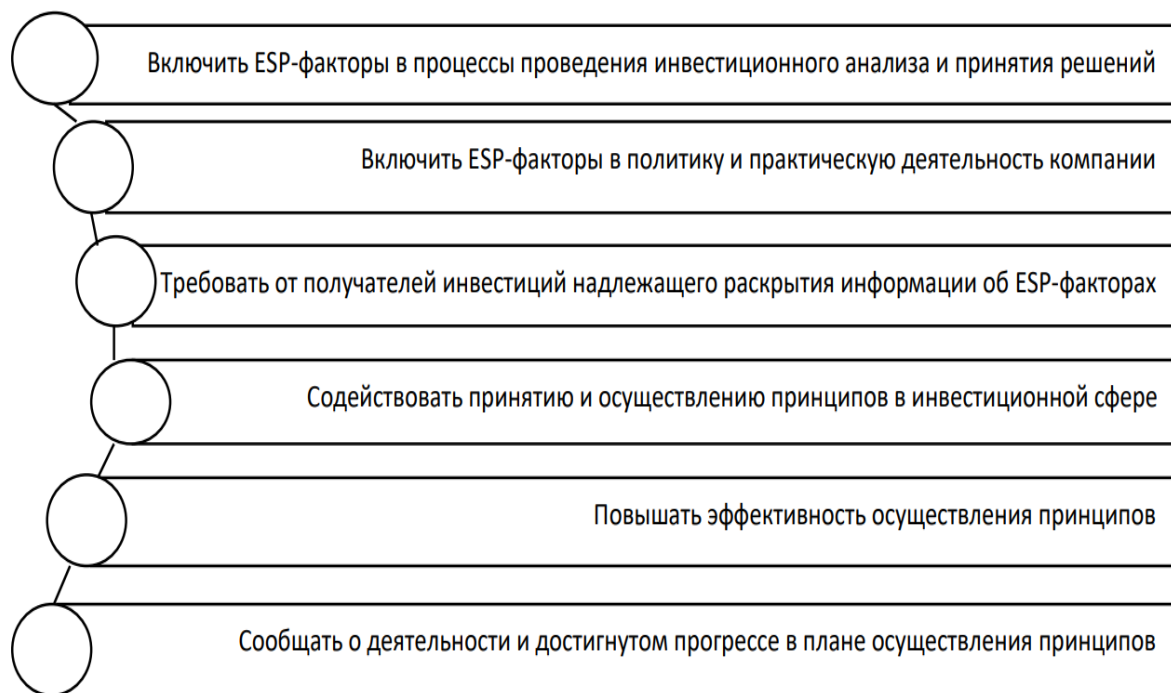 Включить ESP-факторы в процессы проведения инвестиционного анализа и принятия решений
Включить ESP-факторы в политику и практическую деятельность компании
Требовать от получателей инвестиций надлежащего раскрытия информации об ESP-факторах
Содействовать принятию и осуществлению принципов в инвестиционной сфере
Повышать эффективность осуществления принципов
Сообщать о деятельности и достигнутом прогрессе в плане осуществления принципов